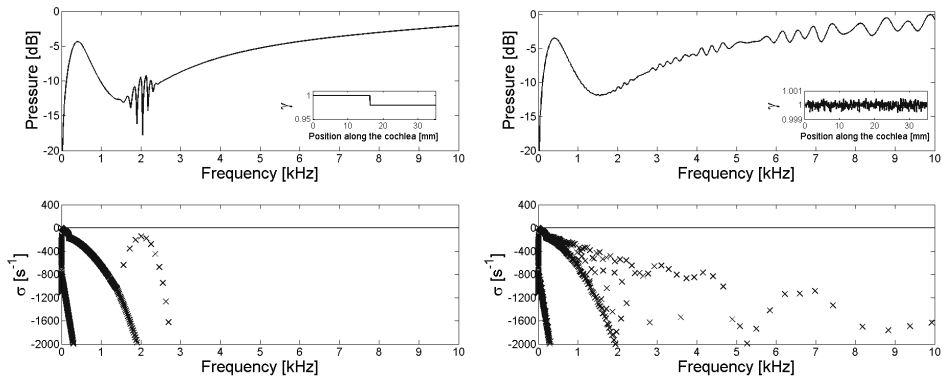 0
-5
-10
-15
-20
Pressure [dB]
γ
1
0.95
0 10 20 30
Position along the cochlea [mm]
0 1 2 3 4 5 6 7 8 9 10
Frequency [kHz]
0
-5
-10
-15
-20
Pressure [dB]
γ
1.001
1
0.999
0 10 20 30
Position along the cochlea [mm]
0 1 2 3 4 5 6 7 8 9 10
Frequency [kHz]
400
0
-400
-800
-1200
-1600
-2000
σ [s⁻¹]
0 1 2 3 4 5 6 7 8 9 10
Frequency [kHz]
400
0
-400
-800
-1200
-1600
-2000
σ [s⁻¹]
0 1 2 3 4 5 6 7 8 9 10
Frequency [kHz]